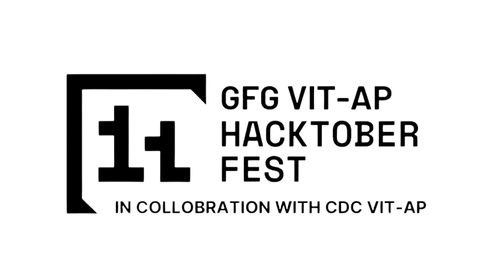 GFG VIT-AP
HACKTOBER
FEST
IN COLLOBRATION WITH CDC VIT-AP